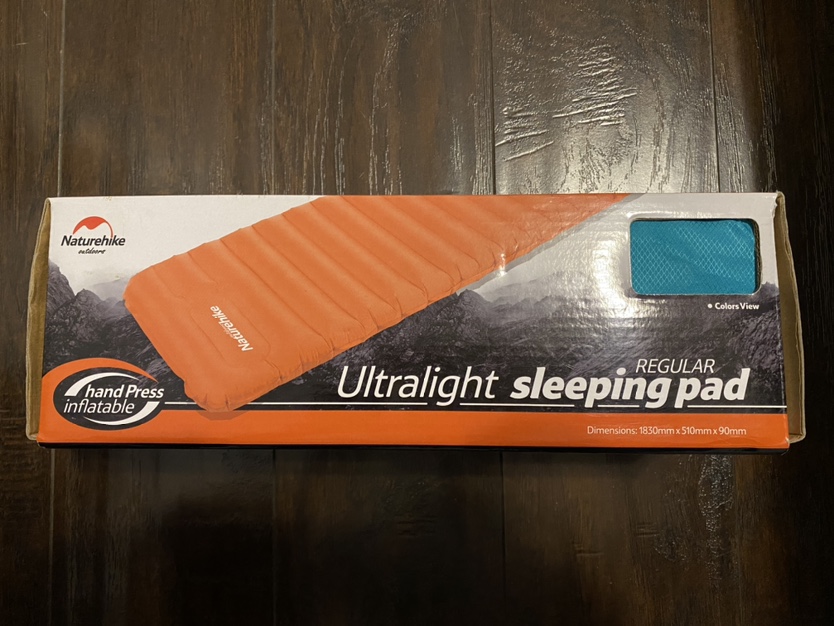 Naturehike
outdoors
Naturehike
Colors View
hand Press
inflatable
REGULAR
Ultralight sleeping pad
Dimensions: 1830mm x 510mm x 90mm